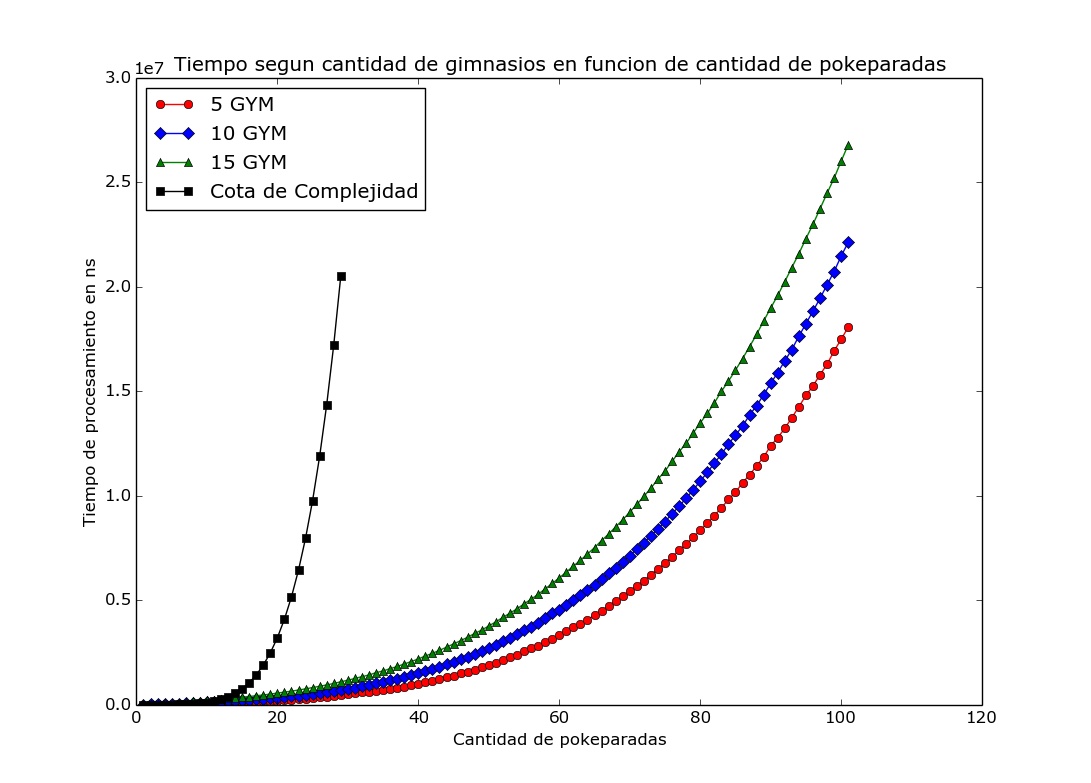 Tiempo segun cantidad de gimnasios en funcion de cantidad de pokeparadas
1e7
3.0
2.5
2.0
1.5
1.0
0.5
0.0
5 GYM
10 GYM
15 GYM
Cota de Complejidad
Tiempo de procesamiento en ns
0
20
40
60
80
100
120
Cantidad de pokeparadas